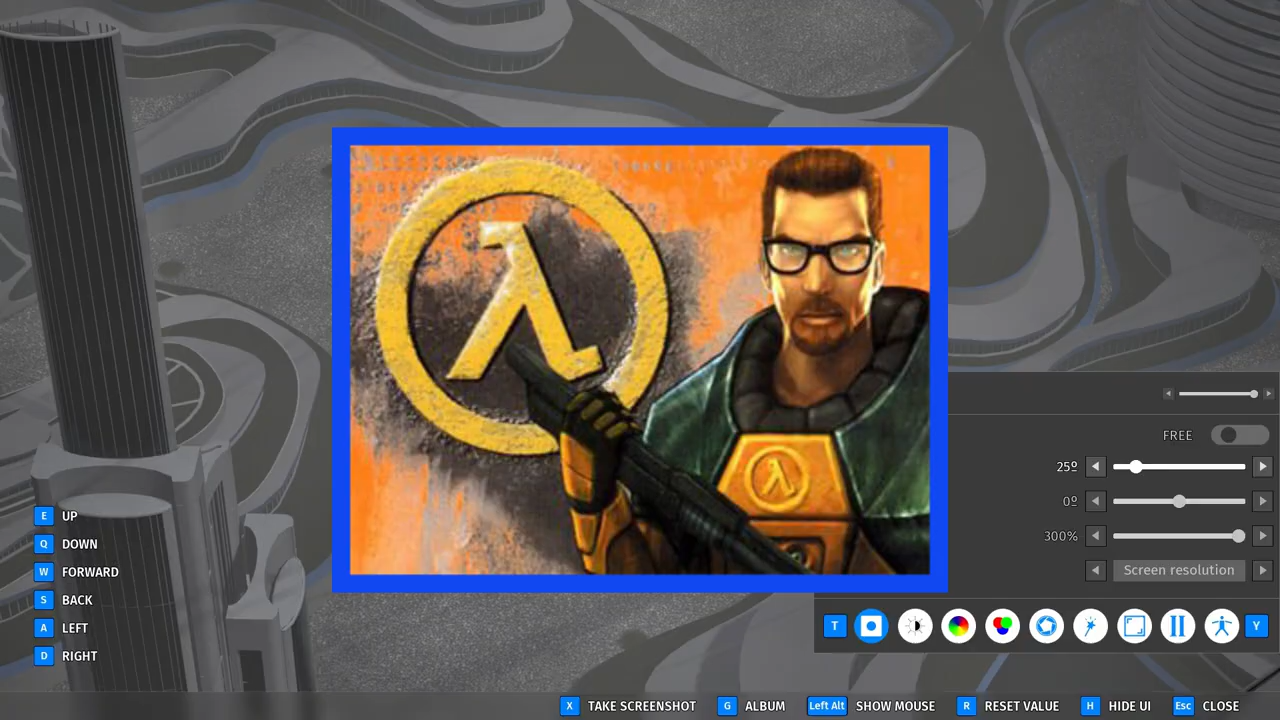 FREE
25º
0º
300%
Screen resolution
E UP
Q DOWN
W FORWARD
S BACK
A LEFT
D RIGHT
T Y
X TAKE SCREENSHOT G ALBUM Left Alt SHOW MOUSE R RESET VALUE H HIDE UI Esc CLOSE